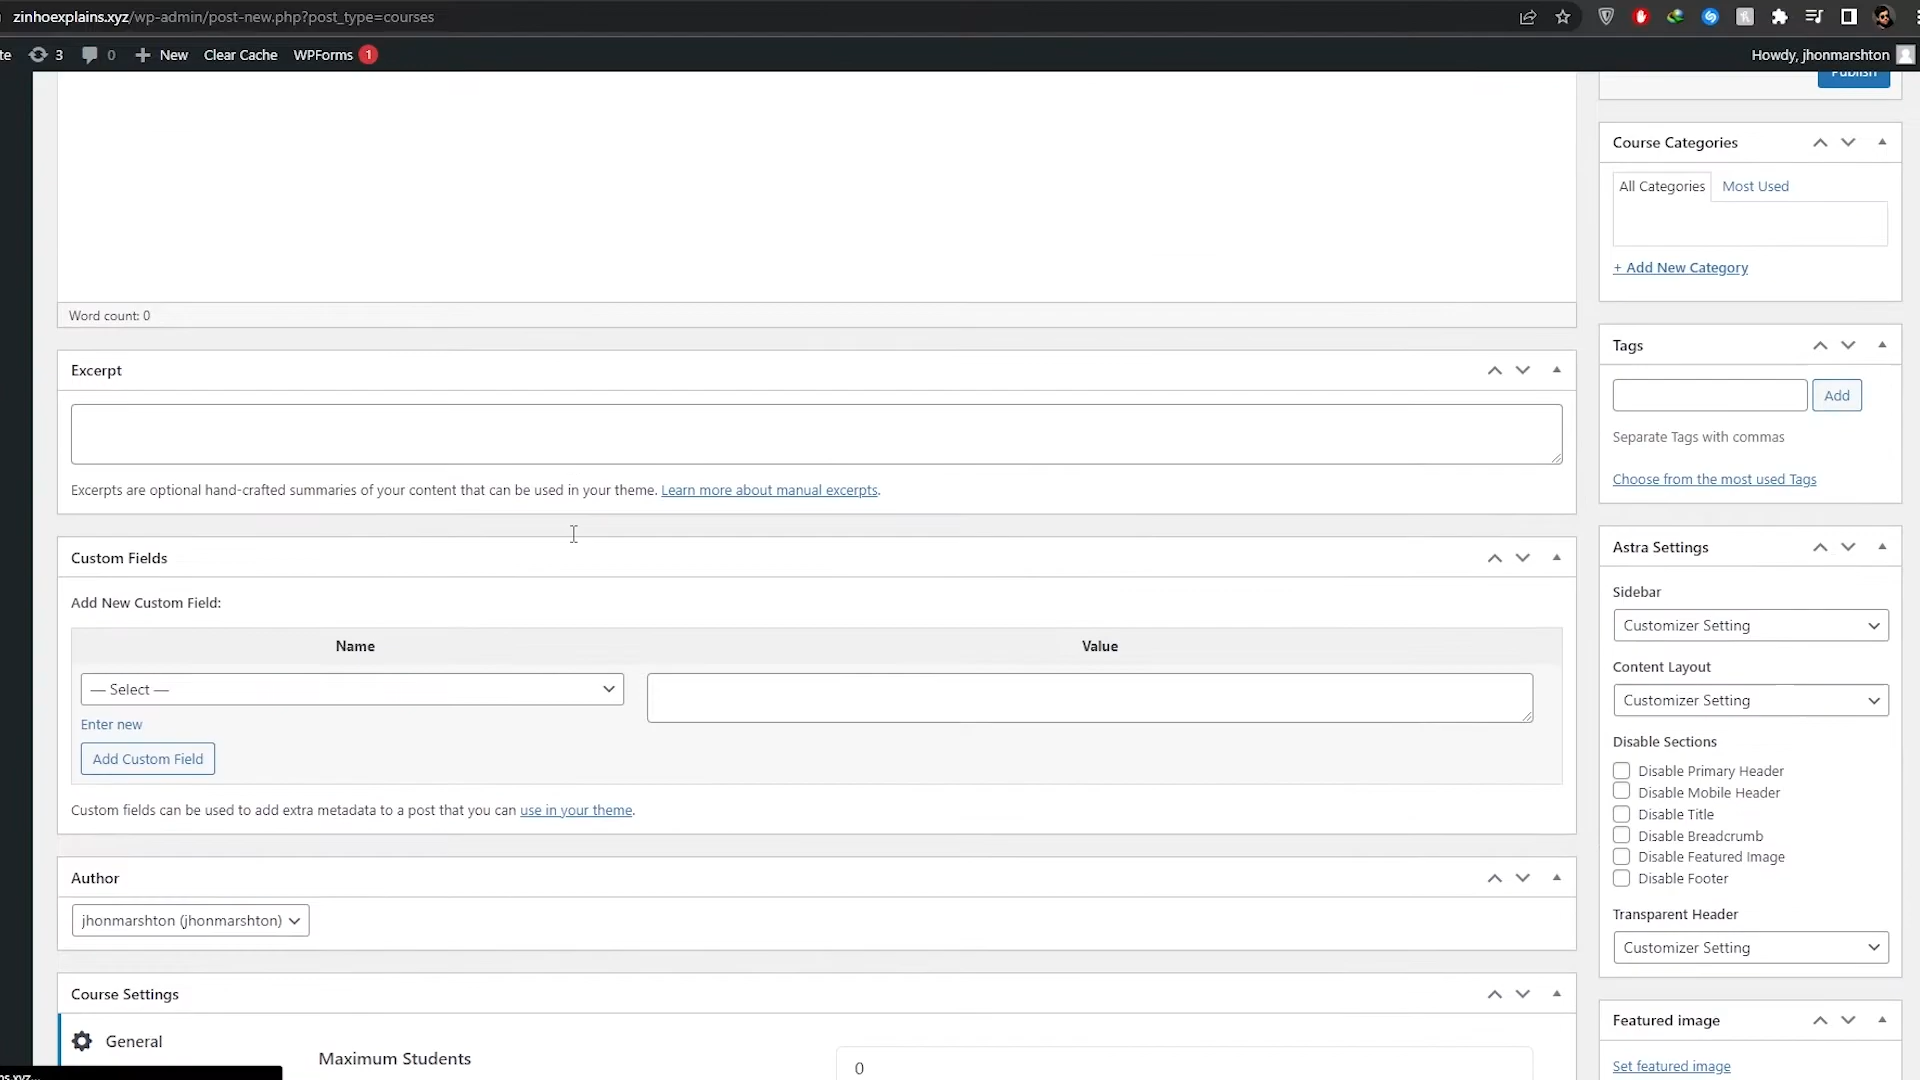 zinhoexplains.xyz/wp-admin/post-new.php?post_type=courses
te 3 0 New Clear Cache WPForms 1 Howdy, jhonmarshton
Publish
Word count: 0
Excerpt
Excerpts are optional hand-crafted summaries of your content that can be used in your theme. Learn more about manual excerpts.
Custom Fields
Add New Custom Field:
Name Value
— Select —
Enter new
Add Custom Field
Custom fields can be used to add extra metadata to a post that you can use in your theme.
Author
jhonmarshton (jhonmarshton)
Course Settings
General
Maximum Students 0
Course Categories
All Categories Most Used
+ Add New Category
Tags
Add
Separate Tags with commas
Choose from the most used Tags
Astra Settings
Sidebar
Customizer Setting
Content Layout
Customizer Setting
Disable Sections
Disable Primary Header
Disable Mobile Header
Disable Title
Disable Breadcrumb
Disable Featured Image
Disable Footer
Transparent Header
Customizer Setting
Featured image
Set featured image